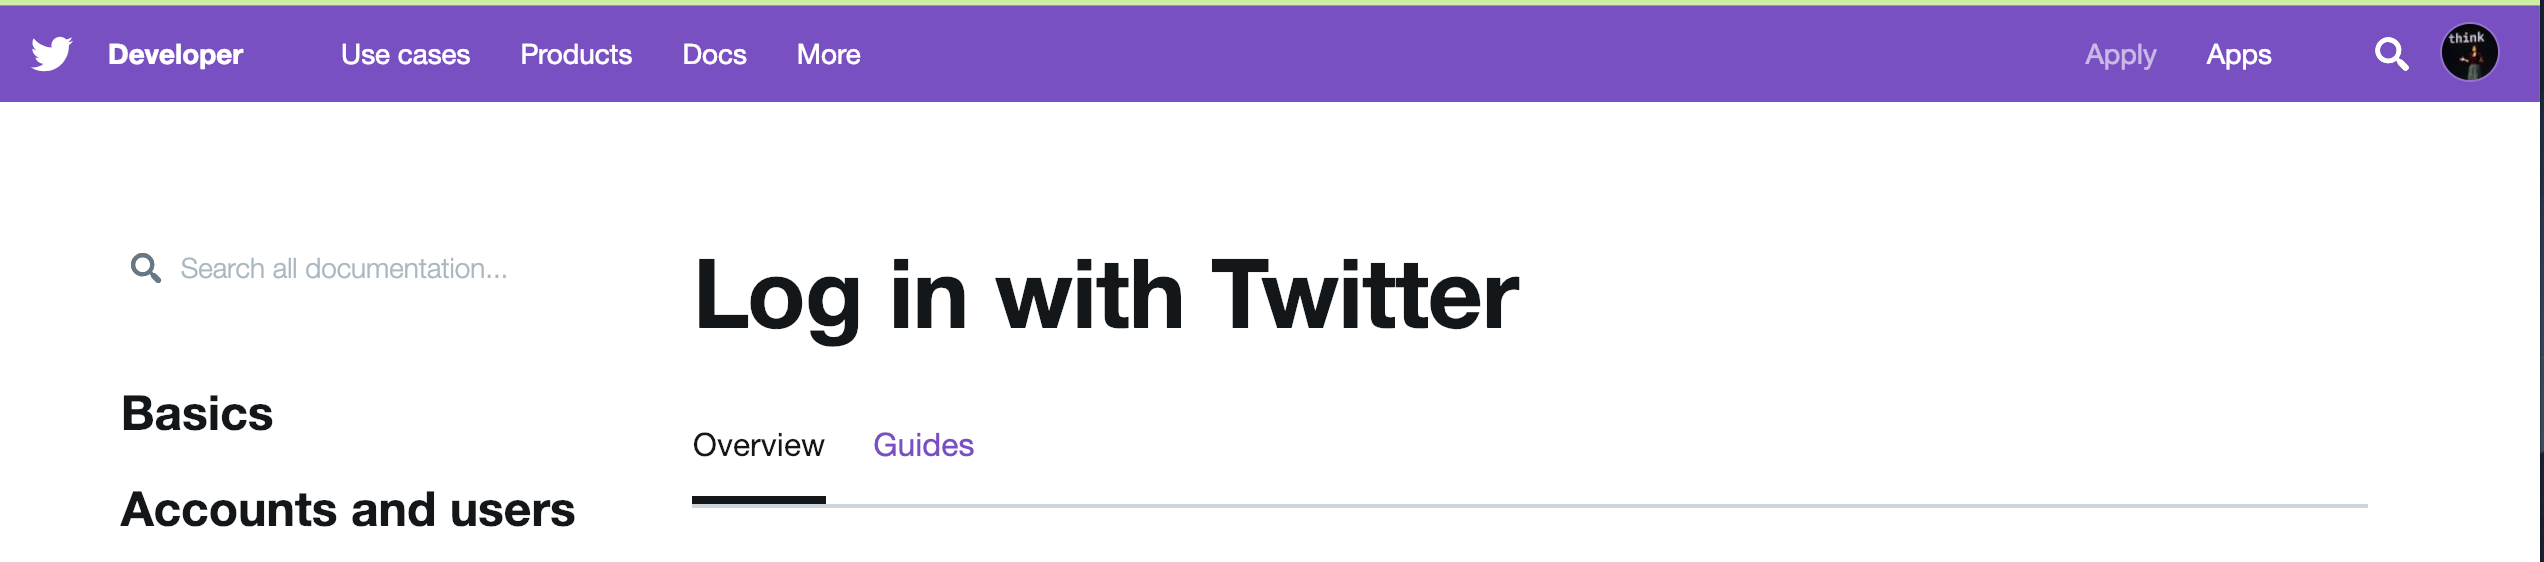 Developer Use cases Products Docs More Apply Apps
think
Search all documentation...
Log in with Twitter
Basics
Overview Guides
Accounts and users